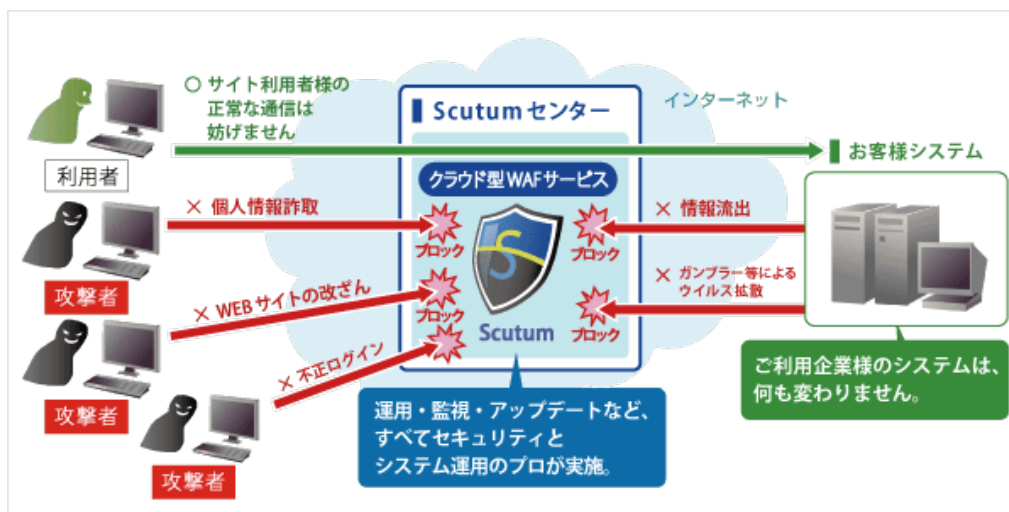 ○ サイト利用者様の
正常な通信は
妨げません
利用者
Scutumセンター
インターネット
お客様システム
クラウド型WAFサービス
× 個人情報詐取
ブロック
攻撃者
× WEBサイトの改ざん
ブロック
攻撃者
× 不正ログイン
攻撃者
S
Scutum
× 情報流出
ブロック
× ガンブラー等による
ウイルス拡散
ブロック
運用・監視・アップデートなど、
すべてセキュリティと
システム運用のプロが実施。
ご利用企業様のシステムは、
何も変わりません。